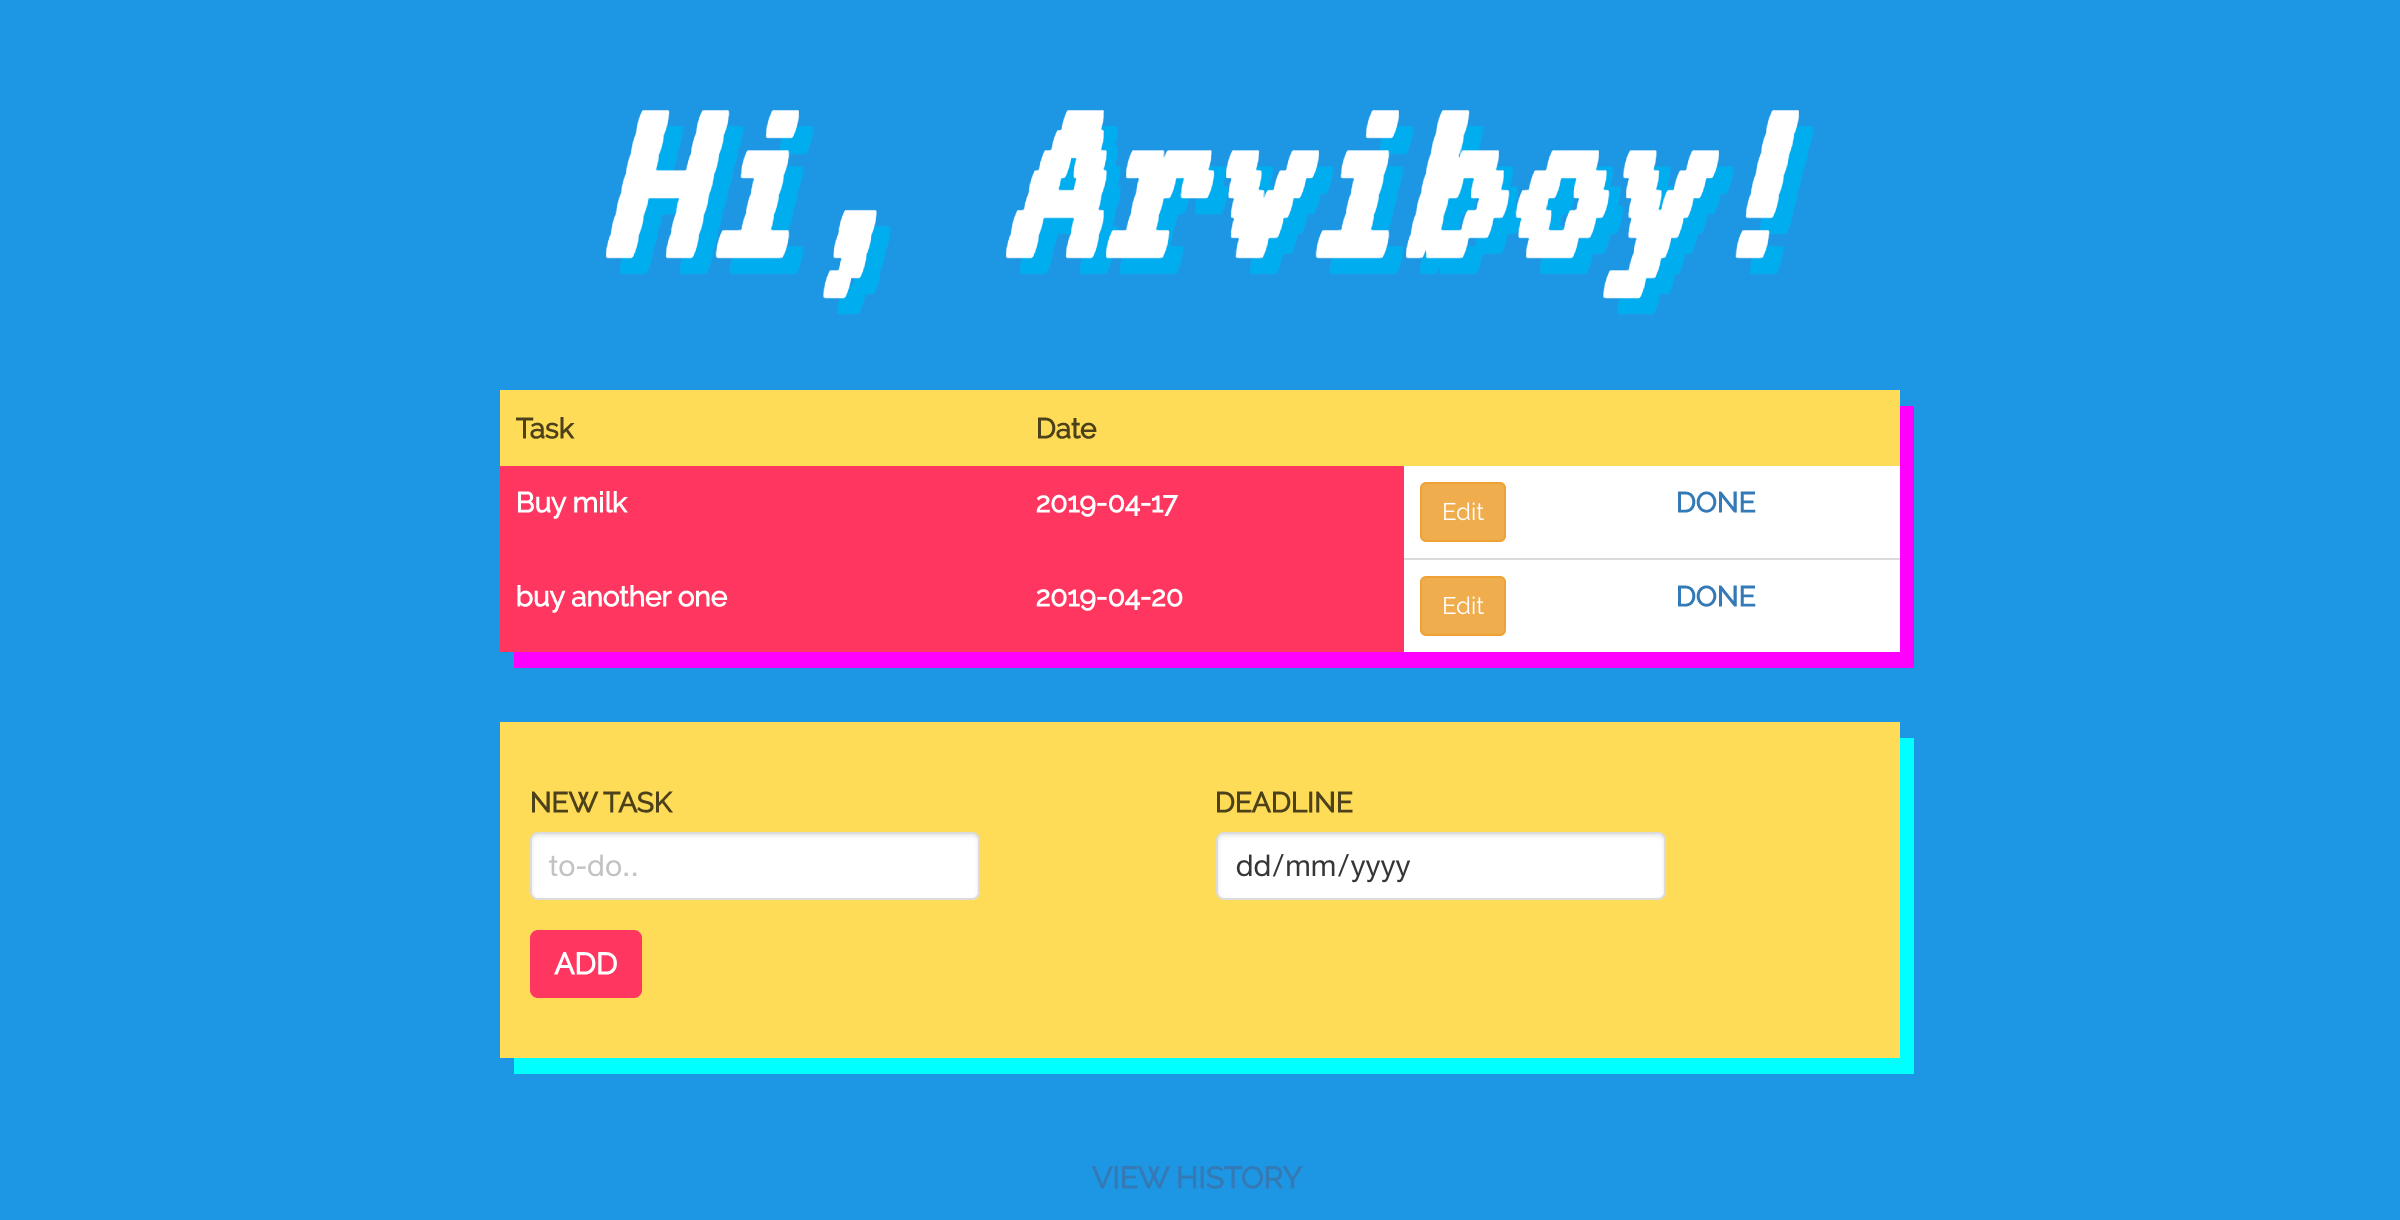 Hi, Arviboy!
Task Date
Buy milk 2019-04-17 Edit DONE
buy another one 2019-04-20 Edit DONE
NEW TASK DEADLINE
to-do.. dd/mm/yyyy
ADD
VIEW HISTORY